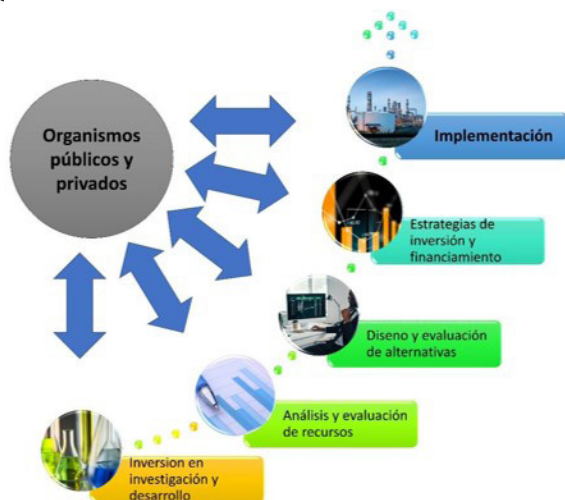 Organismos
públicos y
privados
Implementación
Estrategias de
inversión y
financiamiento
Diseno y evaluación
de alternativas
Análisis y evaluación
de recursos
Inversion en
investigación y
desarrollo